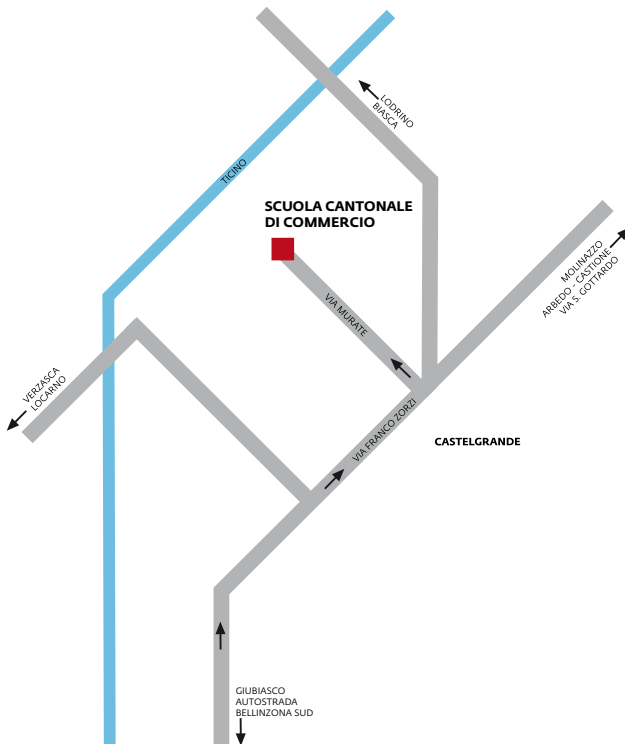 LODRINO
BIASCA
TICINO
SCUOLA CANTONALE
DI COMMERCIO
MOLINAZZO
ARBEDO - CASTIONE
VIA S. GOTTARDO
VIA MURATE
VERZASCA
LOCARNO
VIA FRANCO ZORZI
CASTELGRANDE
GIUBIASCO
AUTOSTRADA
BELLINZONA SUD